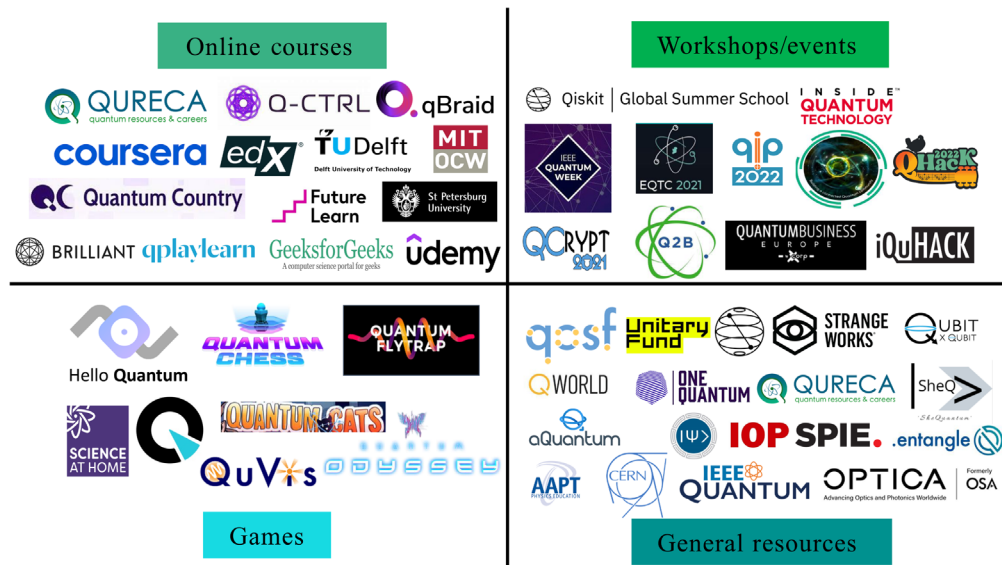 Online courses
QURECA
quantum resources & careers
Q-CTRL
qBraid
coursera
edX®
TUDelft
Delft University of Technology
MIT
OCW
QC Quantum Country
Future
Learn
St Petersburg
University
BRILLIANT
qplaylearn
GeeksforGeeks
A computer science portal for geeks
udemy
Workshops/events
Qiskit | Global Summer School
INSIDE™
QUANTUM
TECHNOLOGY
IEEE
QUANTUM
WEEK
EQTC 2021
qip
2022
2022
QHacK
QCRYPT
2021
Q2B
QUANTUMBUSINESS
EUROPE
iQuHACK
Hello Quantum
QUANTUM
CHESS
QUANTUM
FLYTRAP
SCIENCE
AT HOME
QUANTUM CATS
QuVis
QUANTUM
ODYSSEY
Games
qosf
Unitary
Fund
STRANGE
WORKS
QUBIT
X QUBIT
QWORLD
ONE
QUANTUM
QURECA
quantum resources & careers
SheQ
SheQuantum
aQuantum
|Ψ>
IOP
SPIE.
.entangle
AAPT
PHYSICS EDUCATION
CERN
IEEE
QUANTUM
OPTICA
Advancing Optics and Photonics Worldwide
Formerly
OSA
General resources